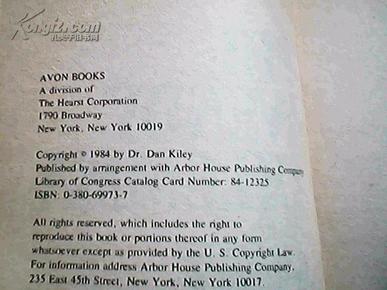 Kongfz.com
AVON BOOKS
A division of
The Hearst Corporation
1790 Broadway
New York, New York 10019
Copyright © 1984 by Dr. Dan Kiley
Published by arrangement with Arbor House Publishing Company
Library of Congress Catalog Card Number: 84-12325
ISBN: 0-380-69973-7
All rights reserved, which includes the right to
reproduce this book or portions thereof in any form
whatsoever except as provided by the U. S. Copyright Law.
For information address Arbor House Publishing Company,
235 East 45th Street, New York, New York 10017.